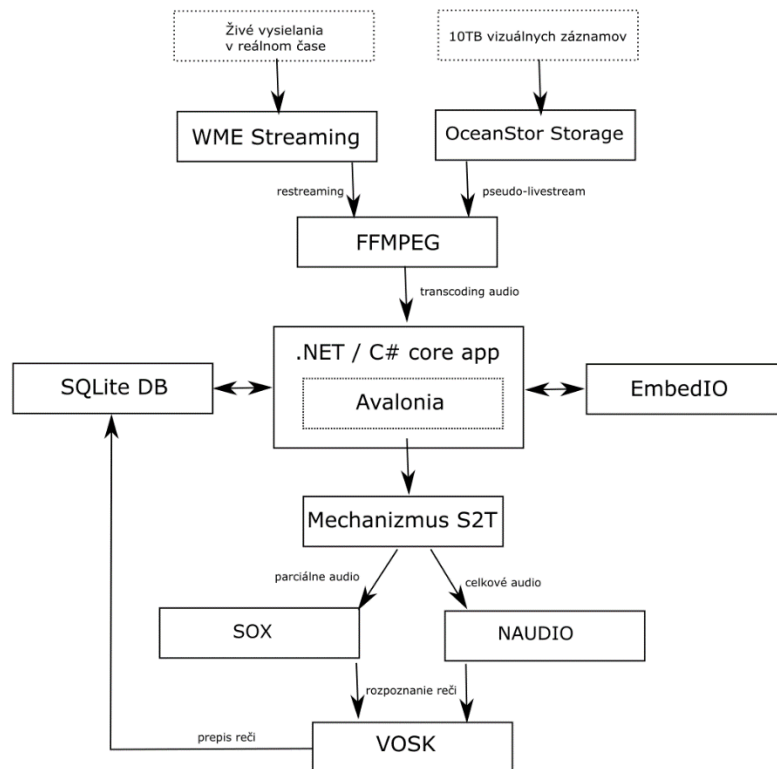 Živé vysielania
v reálnom čase
10TB vizuálnych záznamov
WME Streaming
OceanStor Storage
restreaming
pseudo-livestream
FFMPEG
transcoding audio
.NET / C# core app
SQLite DB
Avalonia
EmbedIO
Mechanizmus S2T
parciálne audio
celkové audio
SOX
NAUDIO
rozpoznanie reči
prepis reči
VOSK